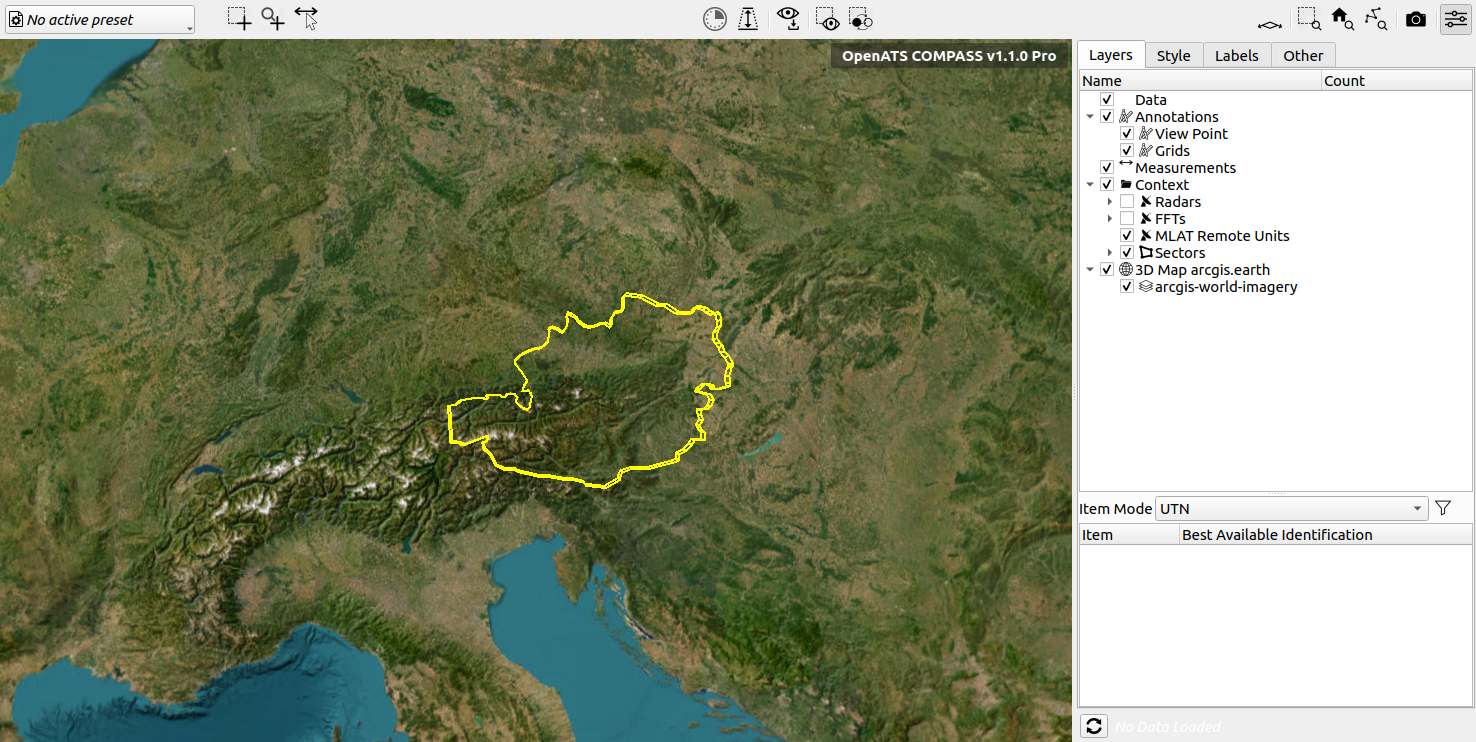 No active preset
OpenATS COMPASS v1.1.0 Pro
Layers Style Labels Other
Name Count
Data
Annotations
View Point
Grids
Measurements
Context
Radars
FFTs
MLAT Remote Units
Sectors
3D Map arcgis.earth
arcgis-world-imagery
Item Mode UTN
Item Best Available Identification
No Data Loaded